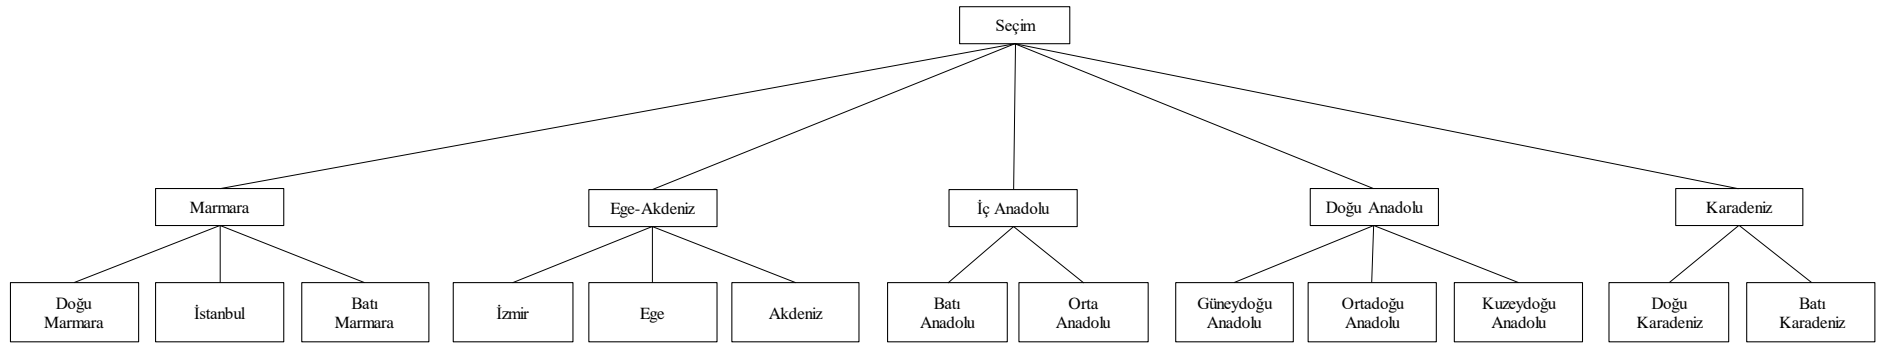 Seçim
Marmara
Ege-Akdeniz
İç Anadolu
Doğu Anadolu
Karadeniz
Doğu
Marmara
İstanbul
Batı
Marmara
İzmir
Ege
Akdeniz
Batı
Anadolu
Orta
Anadolu
Güneydoğu
Anadolu
Ortadoğu
Anadolu
Kuzeydoğu
Anadolu
Doğu
Karadeniz
Batı
Karadeniz